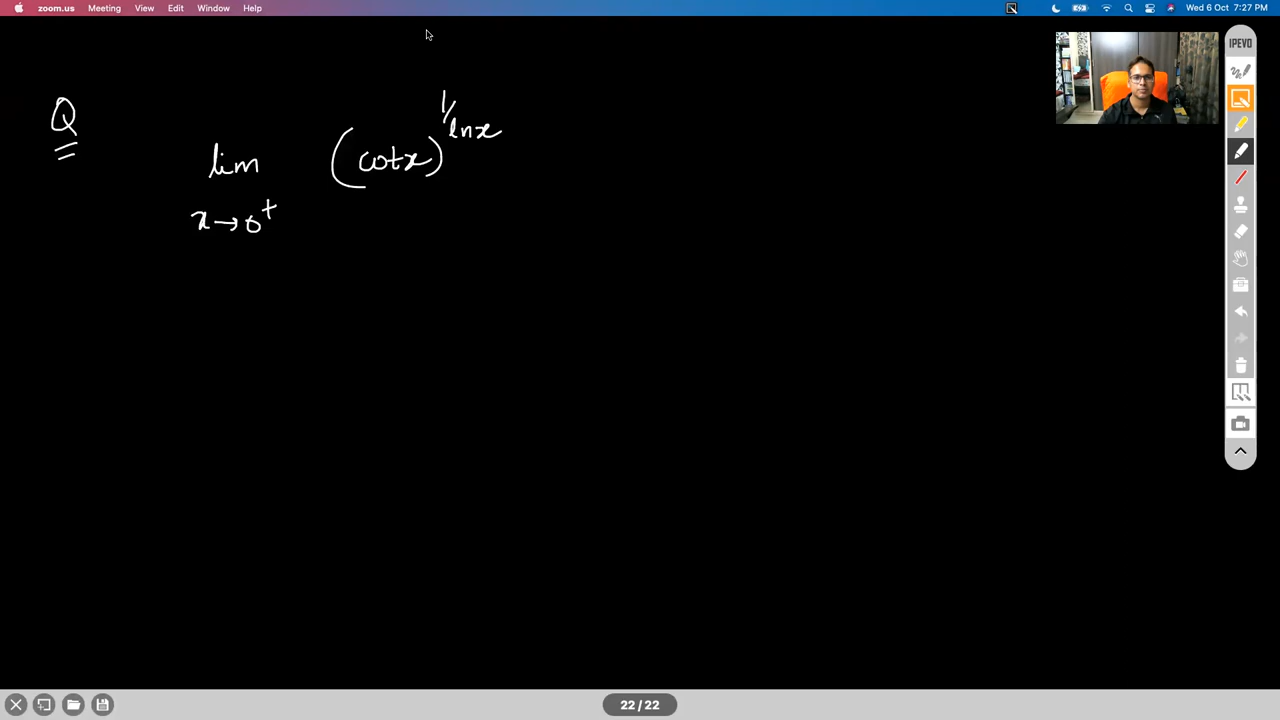 zoom.us Meeting View Edit Window Help Wed 6 Oct 7:27 PM
IPEVO
Q
lim (cotx)^1/lnx
x→0⁺
22/22